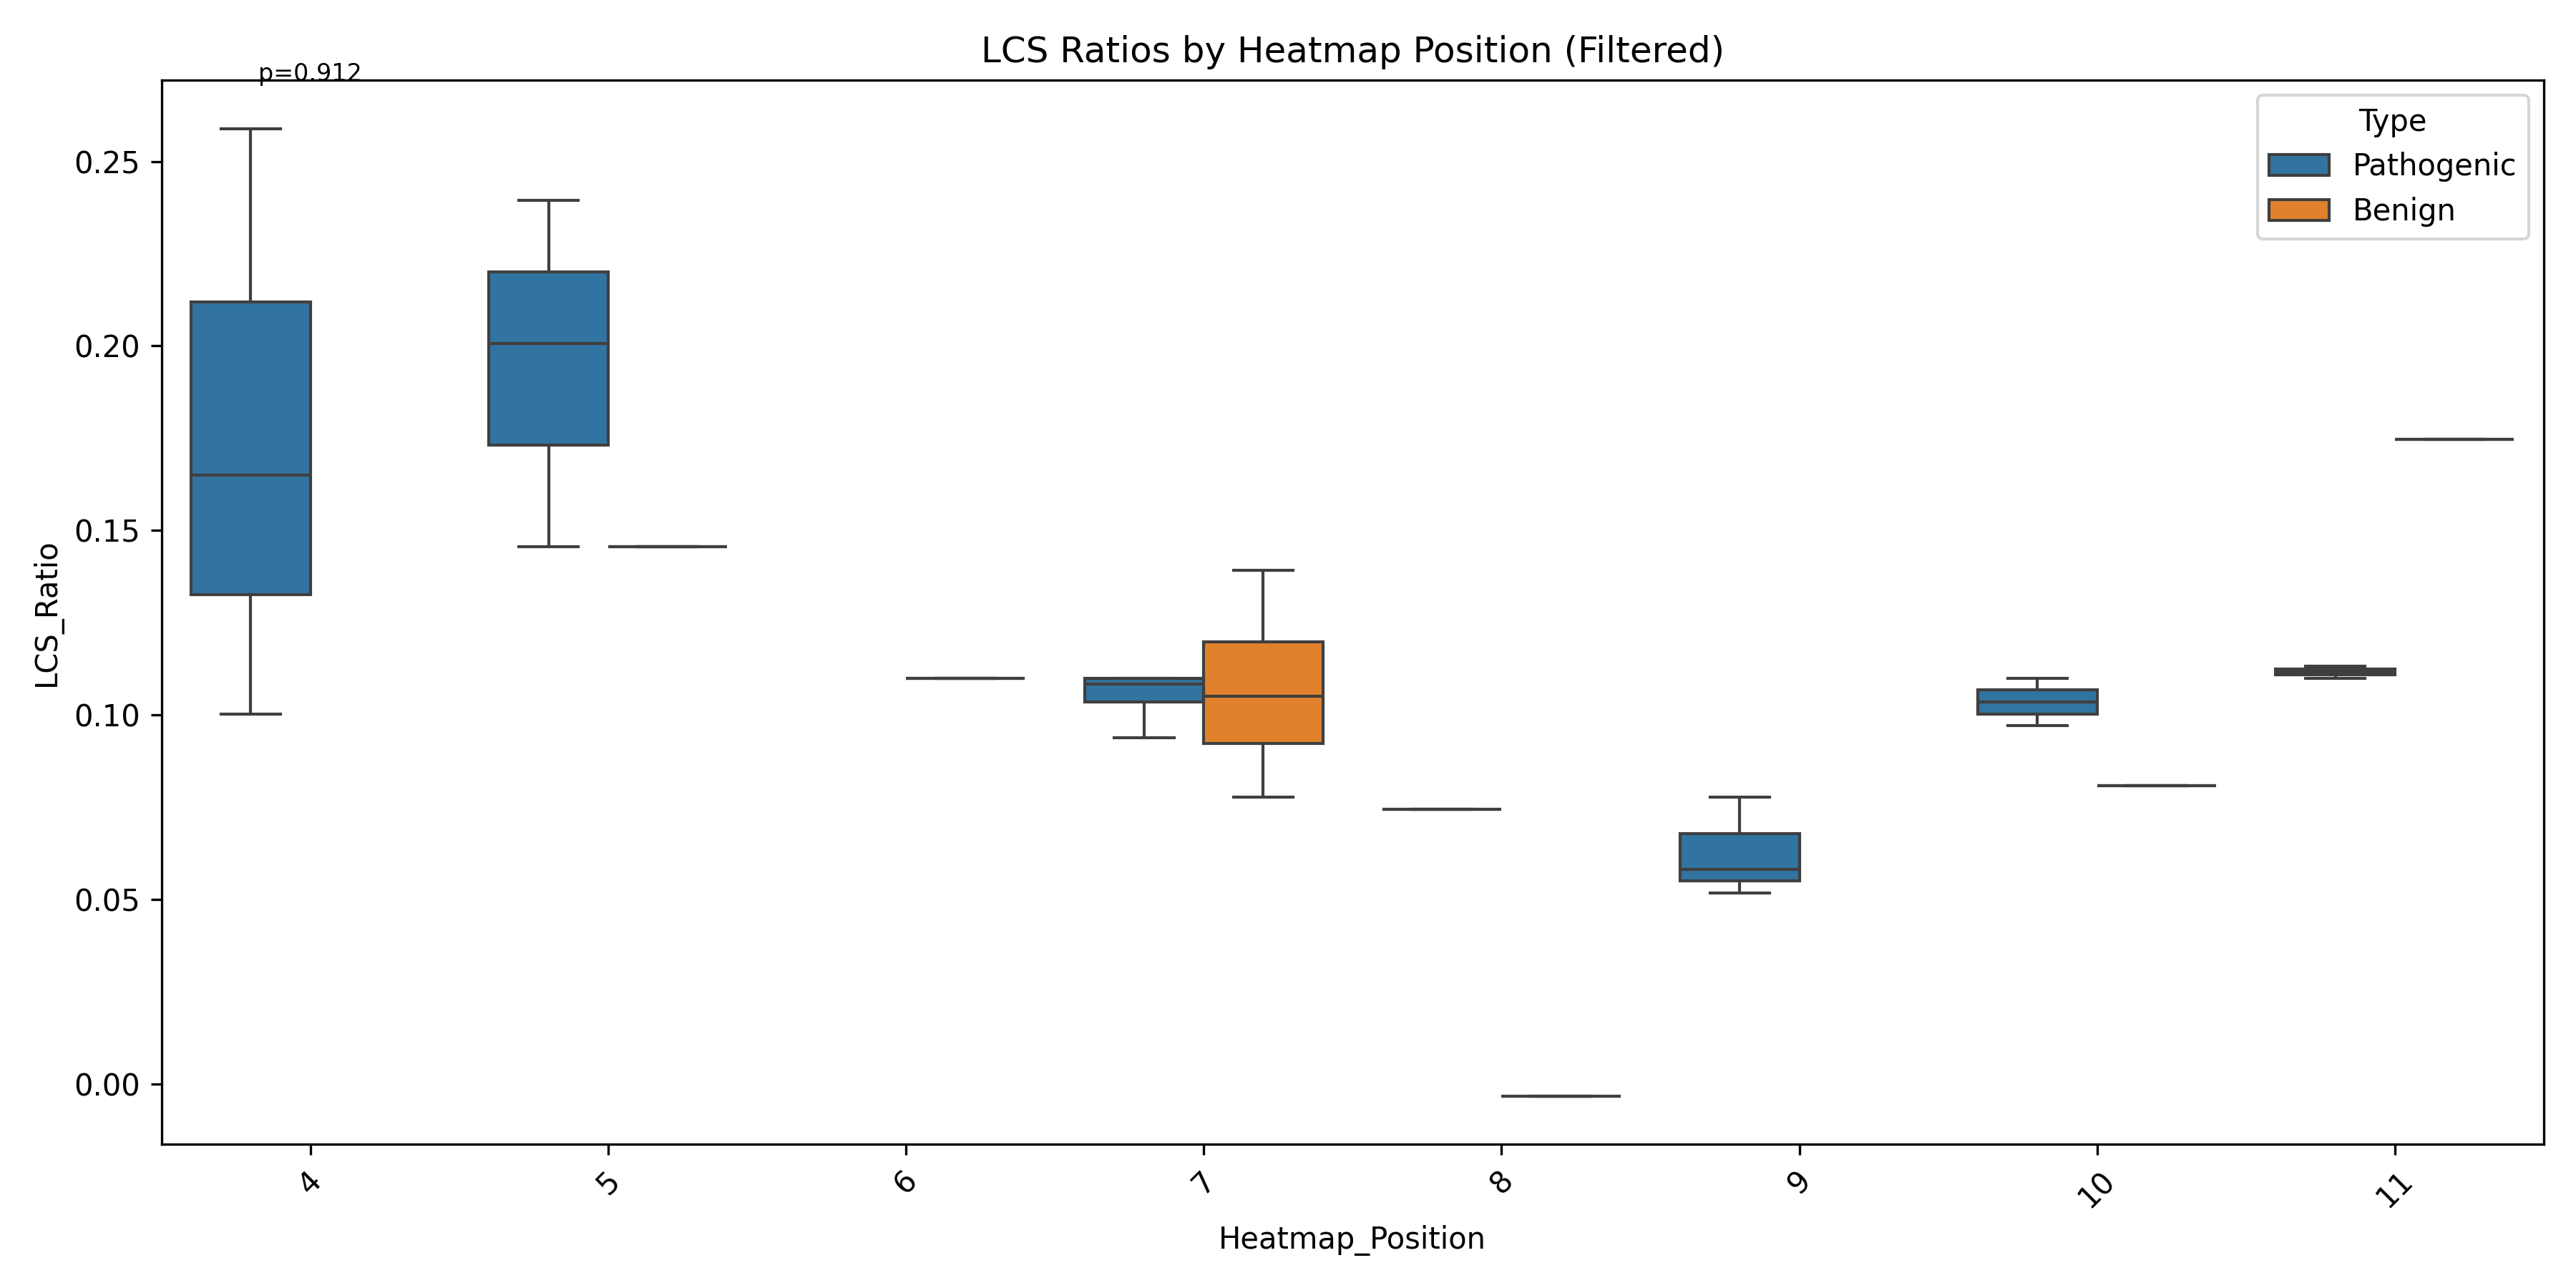 LCS Ratios by Heatmap Position (Filtered)
p=0.912
Type
Pathogenic
Benign
LCS_Ratio
0.25
0.20
0.15
0.10
0.05
0.00
4
5
6
7
8
9
10
11
Heatmap_Position